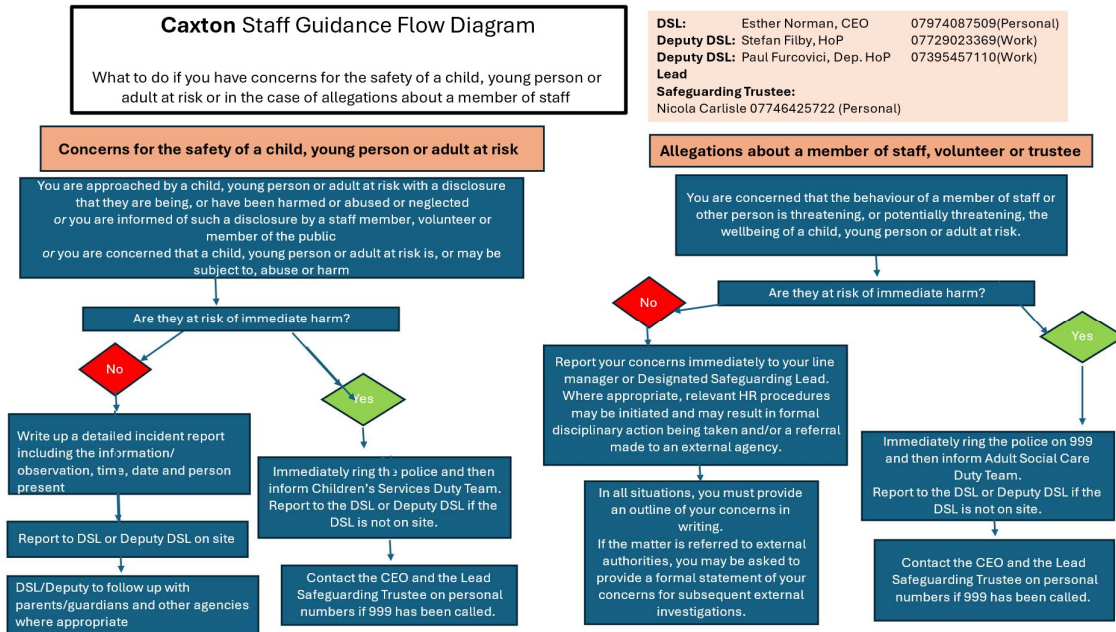 Caxton Staff Guidance Flow Diagram
What to do if you have concerns for the safety of a child, young person or
adult at risk or in the case of allegations about a member of staff
DSL: Esther Norman, CEO 07974087509(Personal)
Deputy DSL: Stefan Filby, HoP 07729023369(Work)
Deputy DSL: Paul Furcovici, Dep. HoP 07395457110(Work)
Lead
Safeguarding Trustee:
Nicola Carlisle 07746425722 (Personal)
Concerns for the safety of a child, young person or adult at risk
You are approached by a child, young person or adult at risk with a disclosure
that they are being, or have been harmed or abused or neglected
or you are informed of such a disclosure by a staff member, volunteer or
member of the public
or you are concerned that a child, young person or adult at risk is, or may be
subject to, abuse or harm
Are they at risk of immediate harm?
No
Yes
Write up a detailed incident report
including the information/
observation, time, date and person
present
Report to DSL or Deputy DSL on site
DSL/Deputy to follow up with
parents/guardians and other agencies
where appropriate
Immediately ring the police and then
inform Children's Services Duty Team.
Report to the DSL or Deputy DSL if the
DSL is not on site.
Contact the CEO and the Lead
Safeguarding Trustee on personal
numbers if 999 has been called.
Allegations about a member of staff, volunteer or trustee
You are concerned that the behaviour of a member of staff or
other person is threatening, or potentially threatening, the
wellbeing of a child, young person or adult at risk.
Are they at risk of immediate harm?
No
Yes
Report your concerns immediately to your line
manager or Designated Safeguarding Lead.
Where appropriate, relevant HR procedures
may be initiated and may result in formal
disciplinary action being taken and/or a referral
made to an external agency.
In all situations, you must provide
an outline of your concerns in
writing.
If the matter is referred to external
authorities, you may be asked to
provide a formal statement of your
concerns for subsequent external
investigations.
Immediately ring the police on 999
and then inform Adult Social Care
Duty Team.
Report to the DSL or Deputy DSL if the
DSL is not on site.
Contact the CEO and the Lead
Safeguarding Trustee on personal
numbers if 999 has been called.